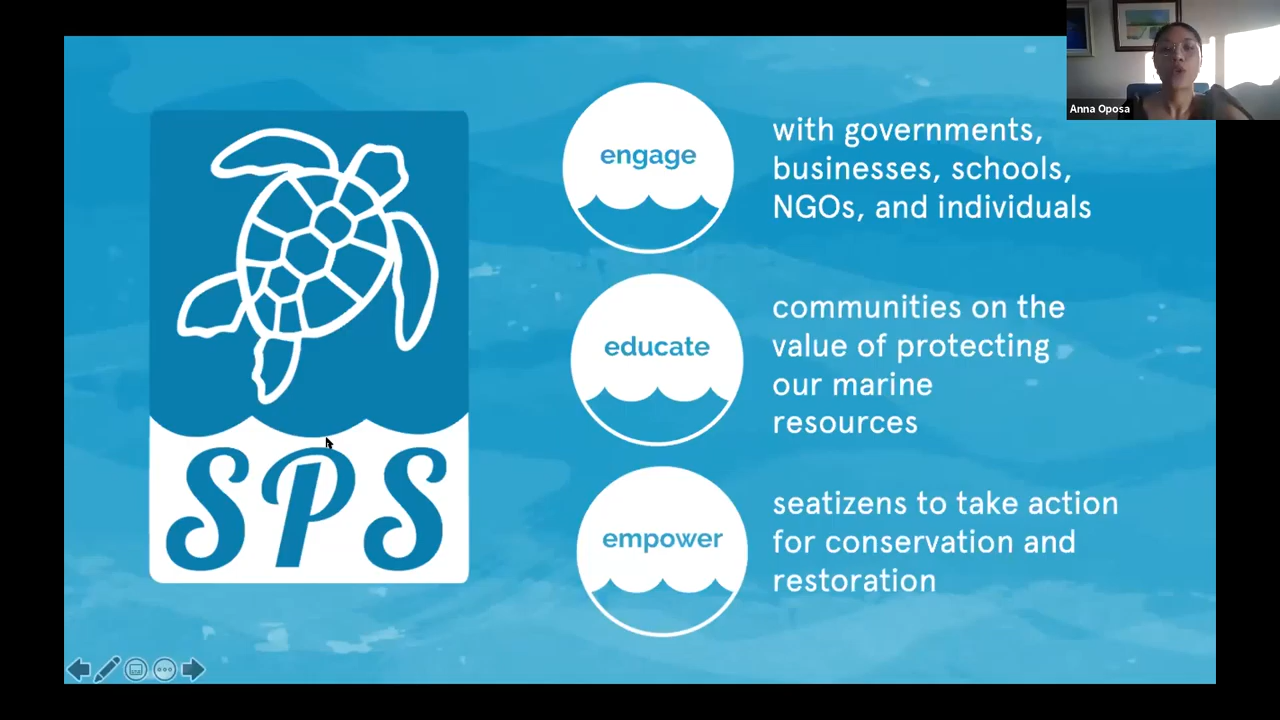 Anna Oposa
SPS
engage
with governments,
businesses, schools,
NGOs, and individuals
educate
communities on the
value of protecting
our marine
resources
empower
seatizens to take action
for conservation and
restoration